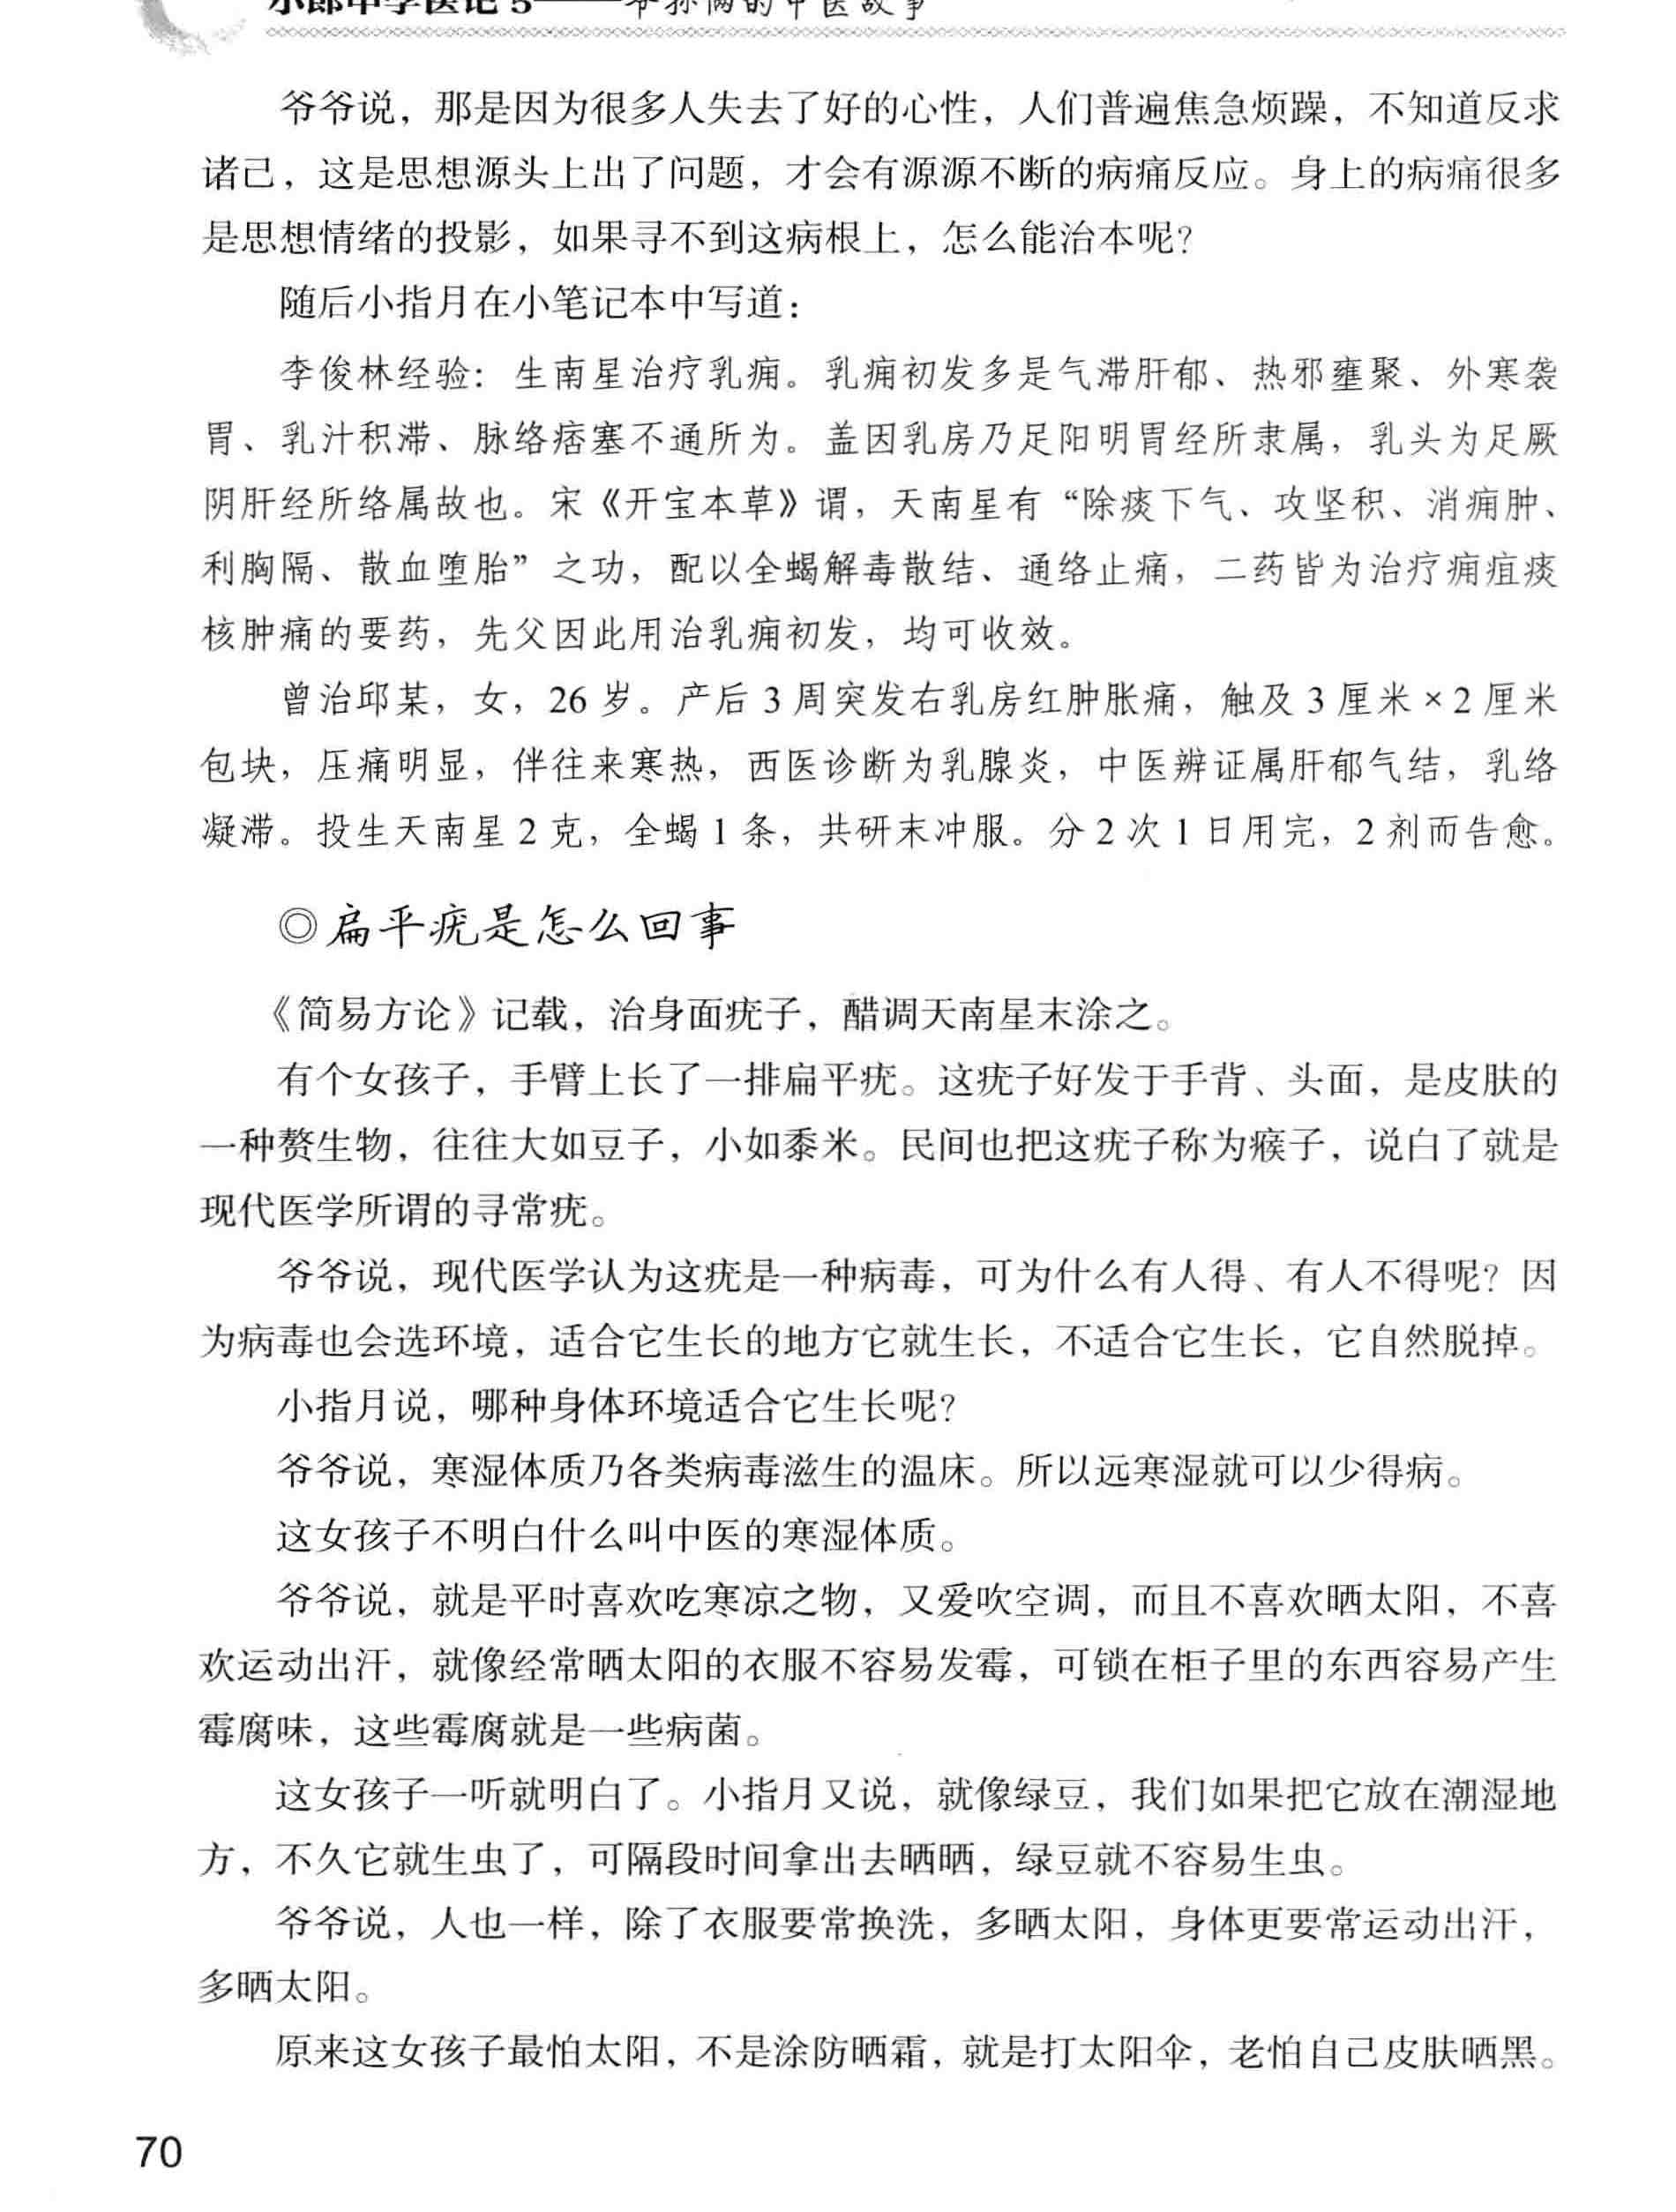 小郎中学医记5——爷孙俩的中医故事
爷爷说，那是因为很多人失去了好的心性，人们普遍焦急烦躁，不知道反求
诸己，这是思想源头上出了问题，才会有源源不断的病痛反应。身上的病痛很多
是思想情绪的投影，如果寻不到这病根上，怎么能治本呢？
随后小指月在小笔记本中写道：
李俊林经验：生南星治疗乳痈。乳痈初发多是气滞肝郁、热邪壅聚、外寒袭
胃、乳汁积滞、脉络痞塞不通所为。盖因乳房乃足阳明胃经所隶属，乳头为足厥
阴肝经所络属故也。宋《开宝本草》谓，天南星有“除痰下气、攻坚积、消痈肿、
利胸隔、散血堕胎”之功，配以全蝎解毒散结、通络止痛，二药皆为治疗痈疽痰
核肿痛的要药，先父因此用治乳痈初发，均可收效。
曾治邱某，女，26岁。产后3周突发右乳房红肿胀痛，触及3厘米×2厘米
包块，压痛明显，伴往来寒热，西医诊断为乳腺炎，中医辨证属肝郁气结，乳络
凝滞。投生天南星2克，全蝎1条，共研末冲服。分2次1日用完，2剂而告愈。
◎扁平疣是怎么回事
《简易方论》记载，治身面疣子，醋调天南星末涂之。
有个女孩子，手臂上长了一排扁平疣。这疣子好发于手背、头面，是皮肤的
一种赘生物，往往大如豆子，小如黍米。民间也把这疣子称为瘊子，说白了就是
现代医学所谓的寻常疣。
爷爷说，现代医学认为这疣是一种病毒，可为什么有人得、有人不得呢？因
为病毒也会选环境，适合它生长的地方它就生长，不适合它生长，它自然脱掉。
小指月说，哪种身体环境适合它生长呢？
爷爷说，寒湿体质乃各类病毒滋生的温床。所以远寒湿就可以少得病。
这女孩子不明白什么叫中医的寒湿体质。
爷爷说，就是平时喜欢吃寒凉之物，又爱吹空调，而且不喜欢晒太阳，不喜
欢运动出汗，就像经常晒太阳的衣服不容易发霉，可锁在柜子里的东西容易产生
霉腐味，这些霉腐就是一些病菌。
这女孩子一听就明白了。小指月又说，就像绿豆，我们如果把它放在潮湿地
方，不久它就生虫了，可隔段时间拿出去晒晒，绿豆就不容易生虫。
爷爷说，人也一样，除了衣服要常换洗，多晒太阳，身体更要常运动出汗，
多晒太阳。
原来这女孩子最怕太阳，不是涂防晒霜，就是打太阳伞，老怕自己皮肤晒黑。
70